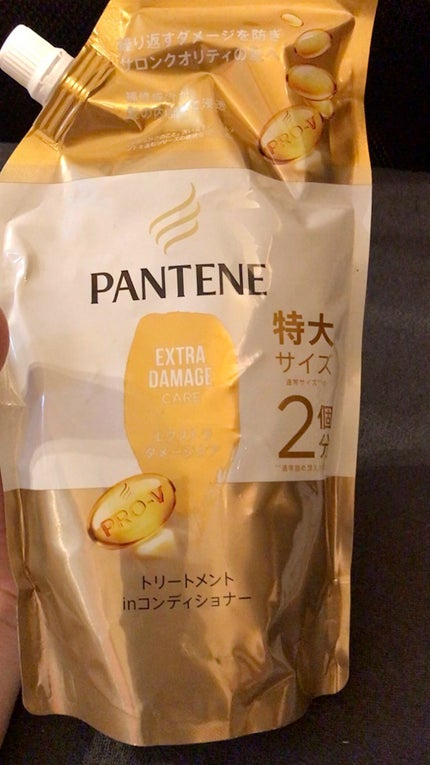 繰り返すダメージを防ぎ
サロンクオリティの
PRO-V
PANTENE
特大
サイズ
2個分
EXTRA
DAMAGE
CARE
エクストラ
ダメージケア
PRO-V
トリートメント
inコンディショナー